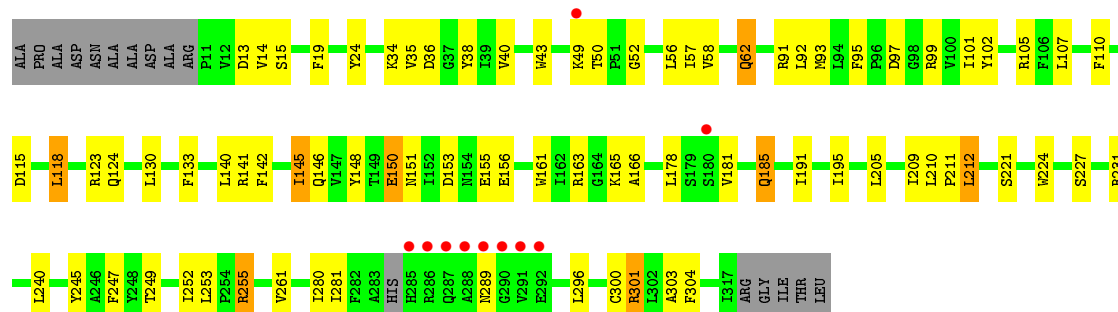 ALA PRO ALA ASP ASN ALA ALA ASP ALA ARG P11 V12 D13 V14 S15 F19 Y24 K34 V35 D36 G37 Y38 I39 V40 W43 K49 T50 P51 G52 L56 I57 V58 Q62 R91 L92 M93 L94 F95 P96 D97 G98 R99 V100 I101 Y102 R105 F106 L107 F110
D115 L118 R123 Q124 L130 F133 L140 R141 F142 I145 Q146 V147 Y148 T149 E150 N151 I152 D153 N154 E155 E156 W161 I162 R163 G164 K165 A166 L178 S179 S180 V181 Q185 I191 I195 L205 I209 L210 P211 L212 S221 W224 S227
L240 Y245 A246 F247 Y248 T249 I252 L253 P254 R255 V261 I280 I281 F282 A283 HIS H285 R286 Q287 A288 N289 G290 V291 E292 L296 C300 R301 L302 A303 F304 I317 ARG GLY ILE THR LEU